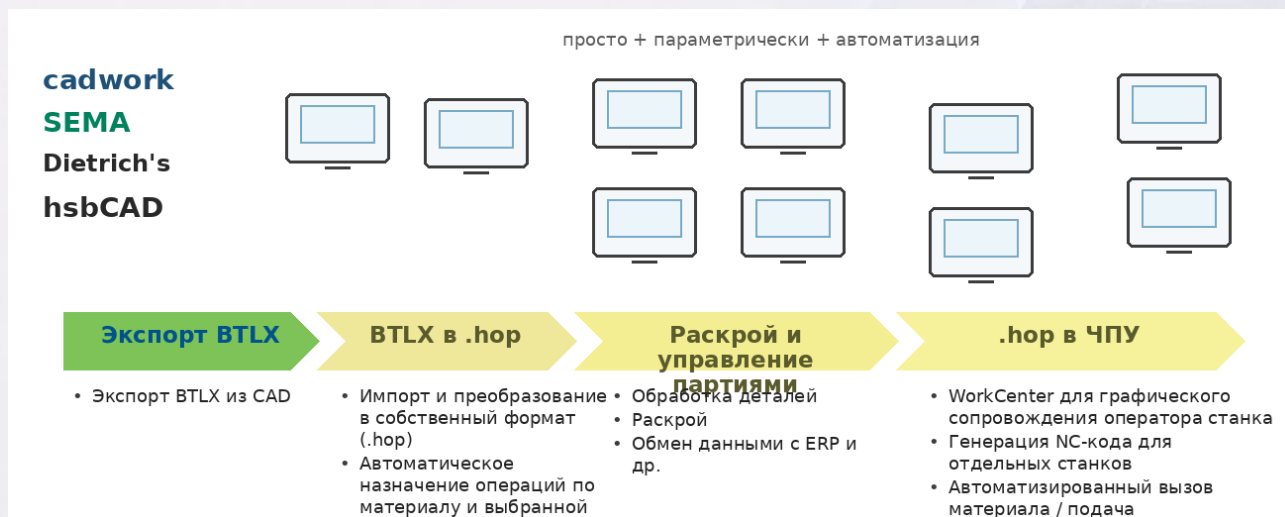 просто + параметрически + автоматизация
cadwork
SEMA
Dietrich's
hsbCAD
Экспорт BTLX
BTLX в .hop
Раскрой и
управление
партиями
.hop в ЧПУ
• Экспорт BTLX из CAD
• Импорт и преобразование
в собственный формат
(.hop)
• Автоматическое
назначение операций по
материалу и выбранной
• Обработка деталей
• Раскрой
• Обмен данными с ERP и
др.
• WorkCenter для графического
сопровождения оператора станка
• Генерация NC-кода для
отдельных станков
• Автоматизированный вызов
материала / подача